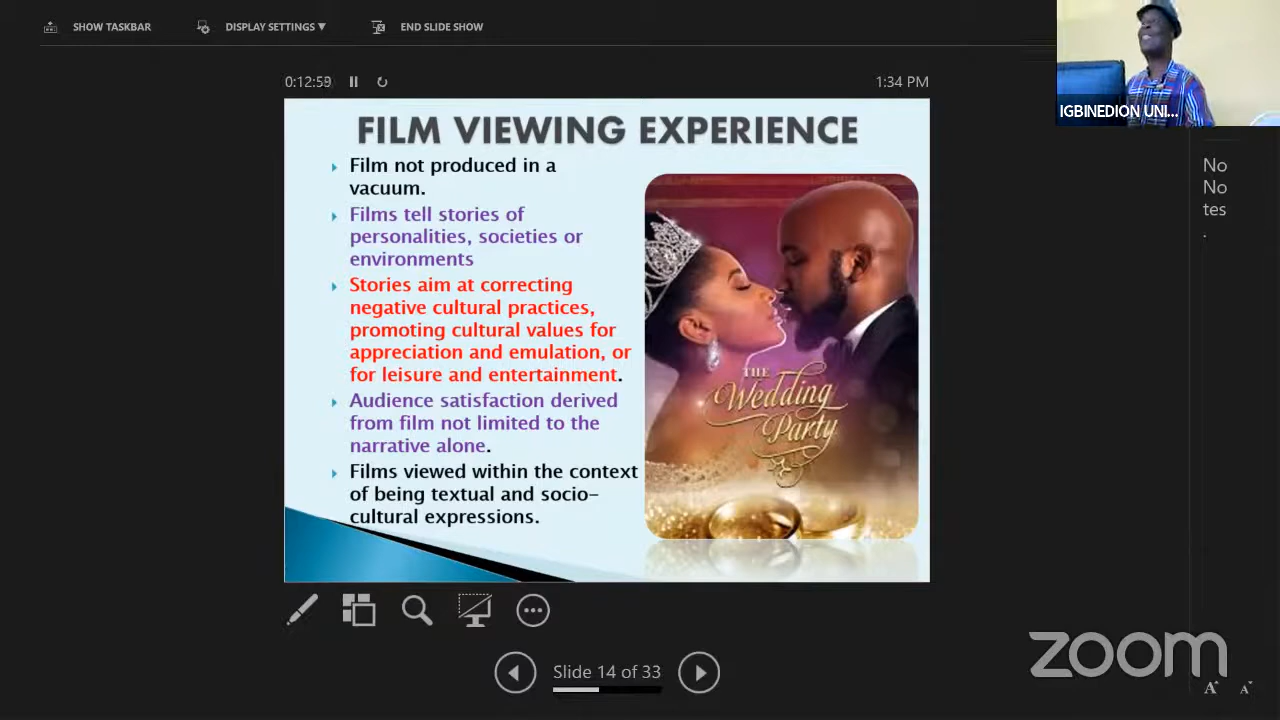 SHOW TASKBAR
DISPLAY SETTINGS ▼
END SLIDE SHOW
IGBINEDION UNI...
0:12:59
1:34 PM
FILM VIEWING EXPERIENCE
Film not produced in a
vacuum.
Films tell stories of
personalities, societies or
environments
Stories aim at correcting
negative cultural practices,
promoting cultural values for
appreciation and emulation, or
for leisure and entertainment.
Audience satisfaction derived
from film not limited to the
narrative alone.
Films viewed within the context
of being textual and socio-
cultural expressions.
THE
Wedding
Party
No
No
tes
.
Slide 14 of 33
zoom
A A